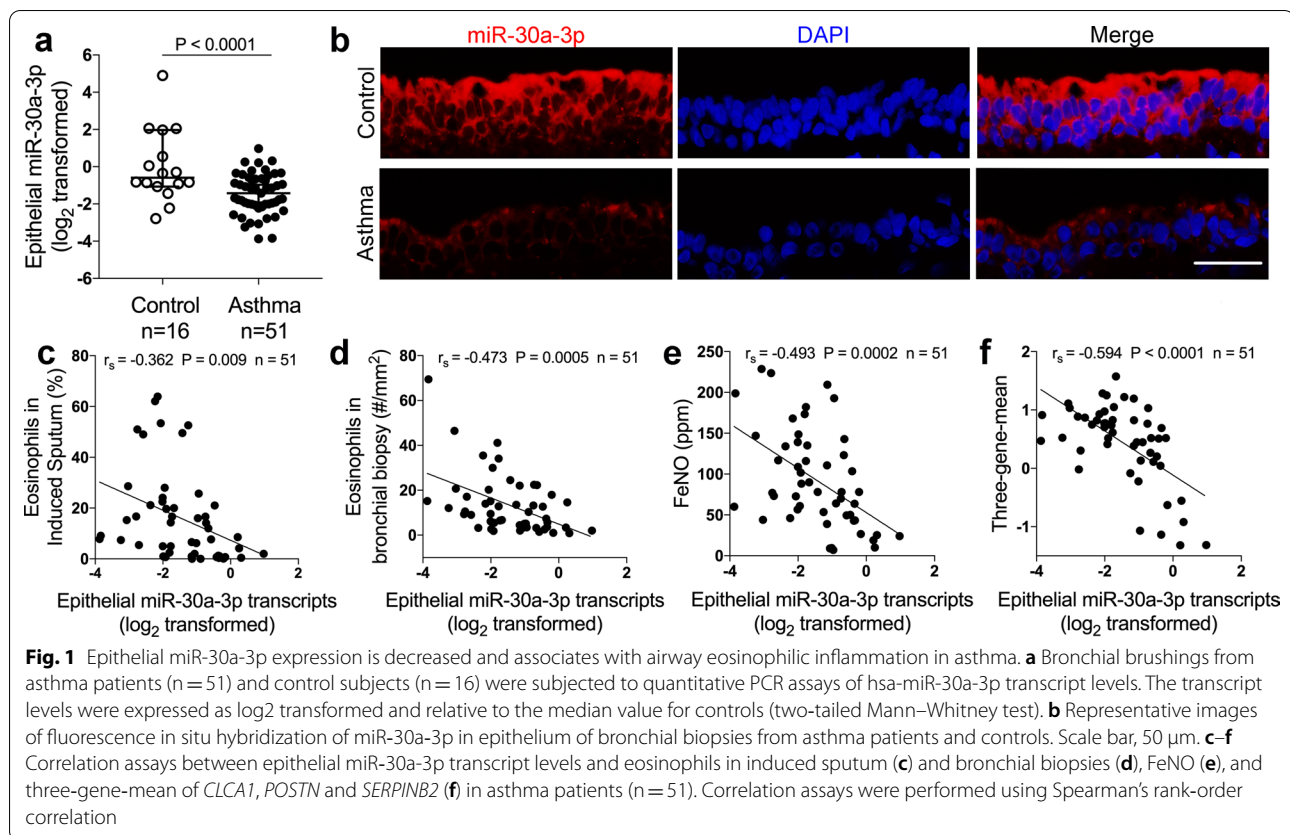 a
P < 0.0001
Epithelial miR-30a-3p
(log2 transformed)
6
4
2
0
-2
-4
-6
Control
n=16
Asthma
n=51
b
miR-30a-3p
DAPI
Merge
Control
Asthma
c
rs = -0.362 P = 0.009 n = 51
Eosinophils in
Induced Sputum (%)
80
60
40
20
0
-4
-2
0
2
Epithelial miR-30a-3p transcripts
(log2 transformed)
d
rs = -0.473 P = 0.0005 n = 51
Eosinophils in
bronchial biopsy (#/mm2)
80
60
40
20
0
-4
-2
0
2
Epithelial miR-30a-3p transcripts
(log2 transformed)
e
rs = -0.493 P = 0.0002 n = 51
FeNO (ppm)
250
200
150
100
50
0
-4
-2
0
2
Epithelial miR-30a-3p transcripts
(log2 transformed)
f
rs = -0.594 P < 0.0001 n = 51
Three-gene-mean
2
1
0
-1
-4
-2
0
2
Epithelial miR-30a-3p transcripts
(log2 transformed)
Fig. 1 Epithelial miR-30a-3p expression is decreased and associates with airway eosinophilic inflammation in asthma. a Bronchial brushings from
asthma patients (n = 51) and control subjects (n = 16) were subjected to quantitative PCR assays of hsa-miR-30a-3p transcript levels. The transcript
levels were expressed as log2 transformed and relative to the median value for controls (two-tailed Mann–Whitney test). b Representative images
of fluorescence in situ hybridization of miR-30a-3p in epithelium of bronchial biopsies from asthma patients and controls. Scale bar, 50 μm. c–f
Correlation assays between epithelial miR-30a-3p transcript levels and eosinophils in induced sputum (c) and bronchial biopsies (d), FeNO (e), and
three-gene-mean of CLCA1, POSTN and SERPINB2 (f) in asthma patients (n = 51). Correlation assays were performed using Spearman's rank-order
correlation